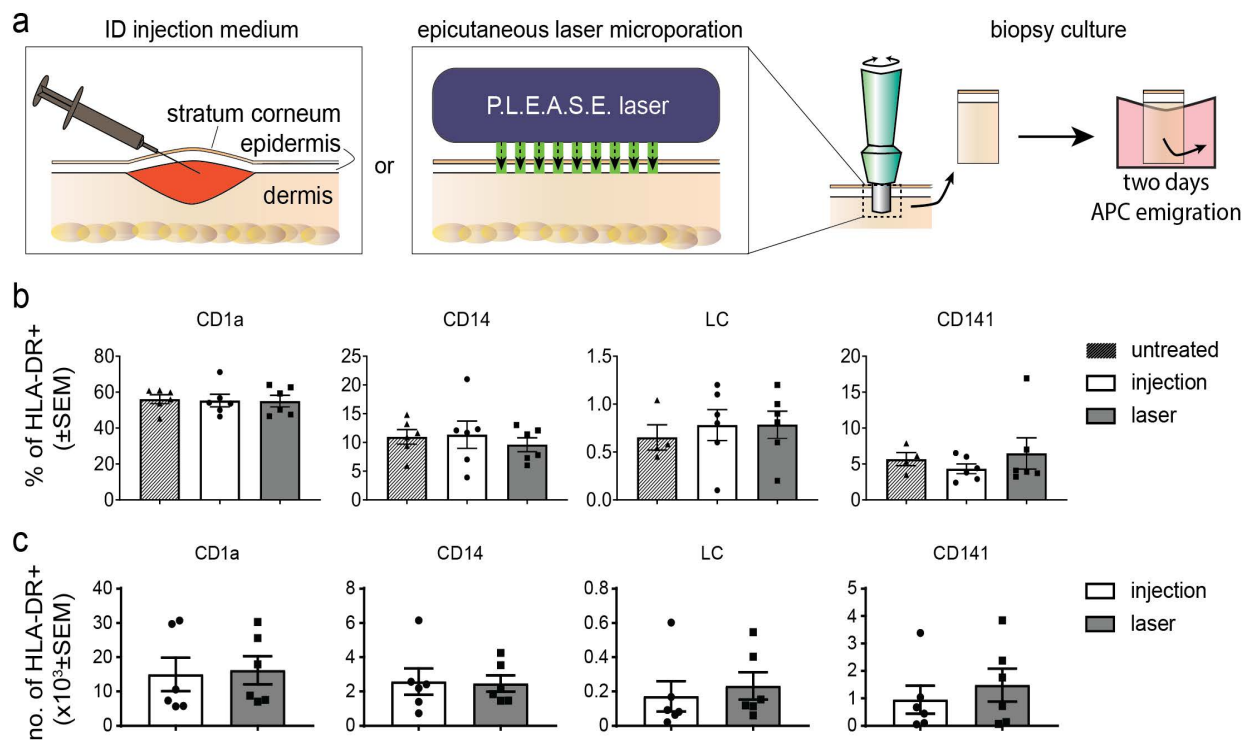 a
ID injection medium
epicutaneous laser microporation
biopsy culture
stratum corneum
epidermis
dermis
or
P.L.E.A.S.E. laser
two days
APC emigration
b
% of HLA-DR+
(±SEM)
CD1a
80
60
40
20
0
CD14
25
20
15
10
5
0
LC
1.5
1.0
0.5
0.0
CD141
20
15
10
5
0
untreated
injection
laser
c
no. of HLA-DR+
(x10³±SEM)
CD1a
40
30
20
10
0
CD14
8
6
4
2
0
LC
0.8
0.6
0.4
0.2
0
CD141
5
4
3
2
1
0
injection
laser